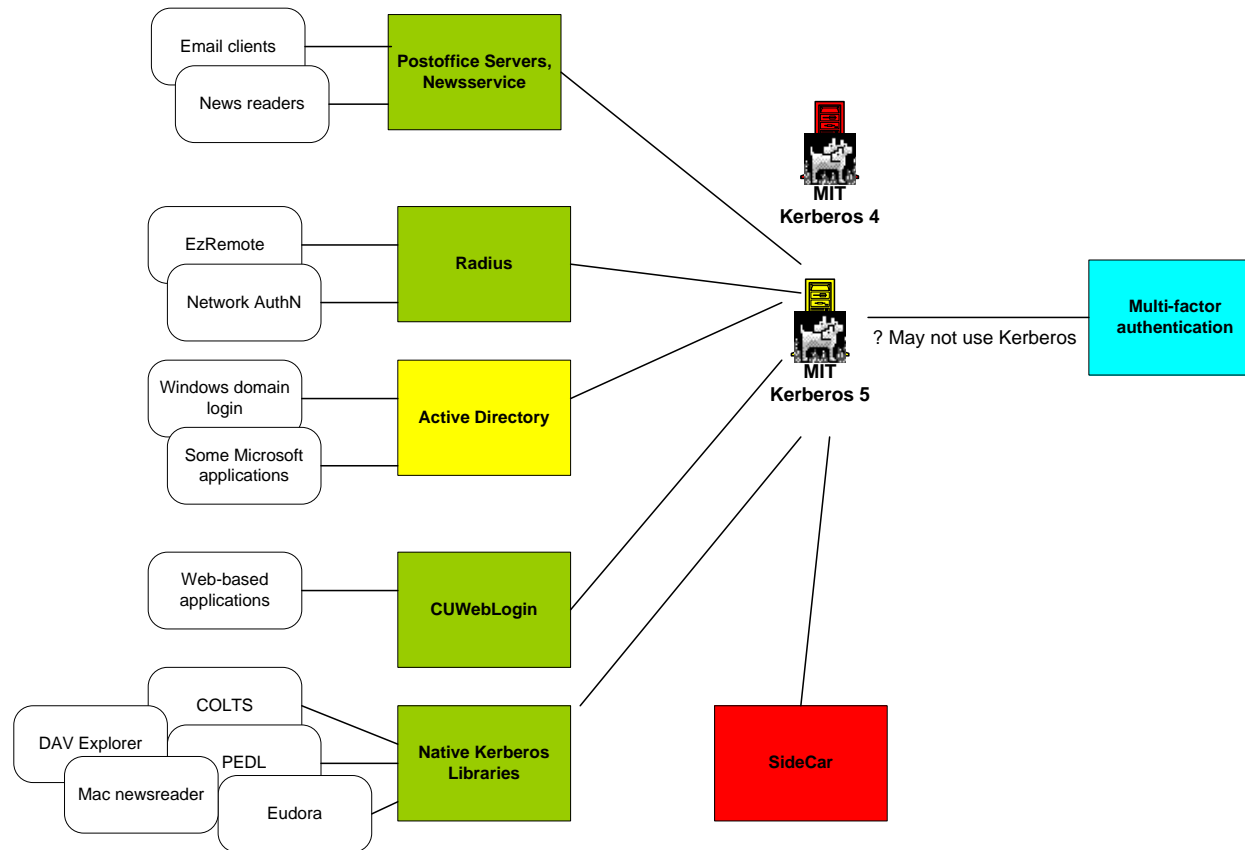 Email clients
News readers
Postoffice Servers,
Newsservice
MIT
Kerberos 4
EzRemote
Network AuthN
Radius
MIT
Kerberos 5
? May not use Kerberos
Multi-factor
authentication
Windows domain
login
Some Microsoft
applications
Active Directory
Web-based
applications
CUWebLogin
COLTS
DAV Explorer
PEDL
Mac newsreader
Eudora
Native Kerberos
Libraries
SideCar